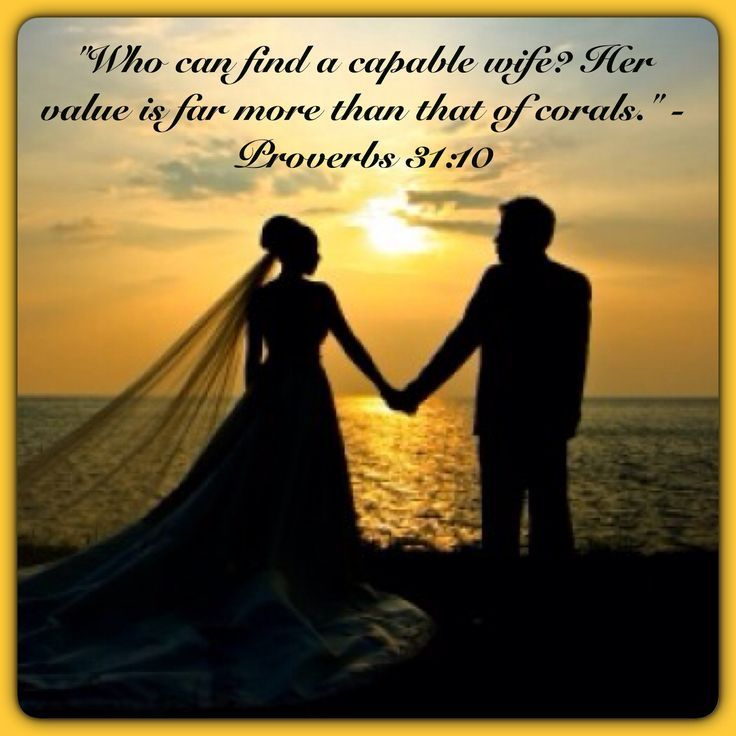 "Who can find a capable wife? Her
value is far more than that of corals." -
Proverbs 31:10